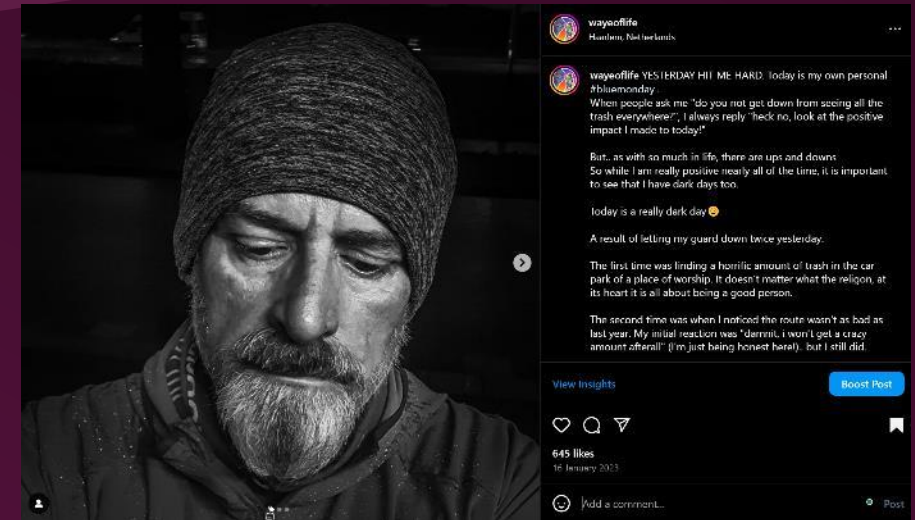 wayeoflife
Haarlem, Netherlands
wayeoflife YESTERDAY HIT ME HARD. Today is my own personal
#bluemonday.
When people ask me "do you not get down from seeing all the
trash everywhere?", I always reply "heck no, look at the positive
impact I made to today!"
But.. as with so much in life, there are ups and downs
So while I am really positive nearly all of the time, it is important
to see that I have dark days too.
Today is a really dark day
A result of letting my guard down twice yesterday.
The first time was finding a horrific amount of trash in the car
park of a place of worship. It doesn't matter what the religon, at
its heart it is all about being a good person.
The second time was when I noticed the route wasn't as bad as
last year. My initial reaction was "damnit, i won't get a crazy
amount afterall" (I'm just being honest here!).. but I still did.
View Insights
Boost Post
645 likes
16 January 2023
Add a comment...
Post